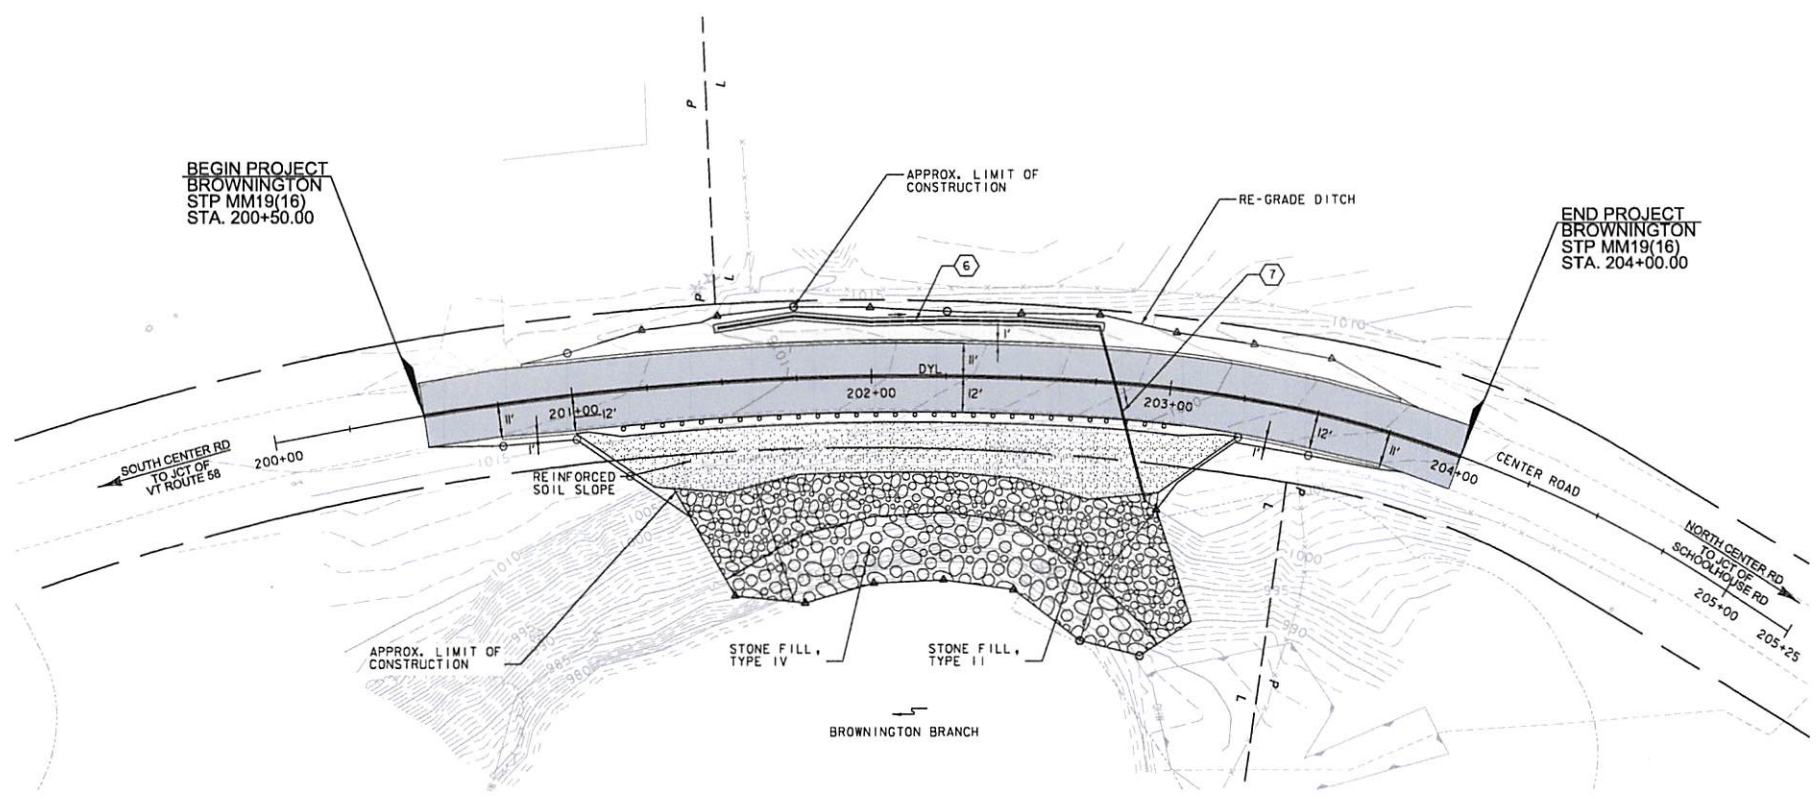 BEGIN PROJECT
BROWNINGTON
STP MM19(16)
STA. 200+50.00
APPROX. LIMIT OF
CONSTRUCTION
RE-GRADE DITCH
END PROJECT
BROWNINGTON
STP MM19(16)
STA. 204+00.00
P
L
L
P
6
7
1015
1010
1'
11'
DYL
12'
11'
201+00
12'
202+00
203+00
12'
11'
1'
1'
204+00
CENTER ROAD
SOUTH CENTER RD
TO JCT OF
VT ROUTE 58
200+00
1015
REINFORCED
SOIL SLOPE
1005
1010
1010
1000
995
990
P
L
NORTH CENTER RD
TO JCT OF
SCHOOLHOUSE RD
205+00
205+25
APPROX. LIMIT OF
CONSTRUCTION
995
990
985
980
STONE FILL,
TYPE IV
STONE FILL,
TYPE II
P
L
BROWNINGTON BRANCH